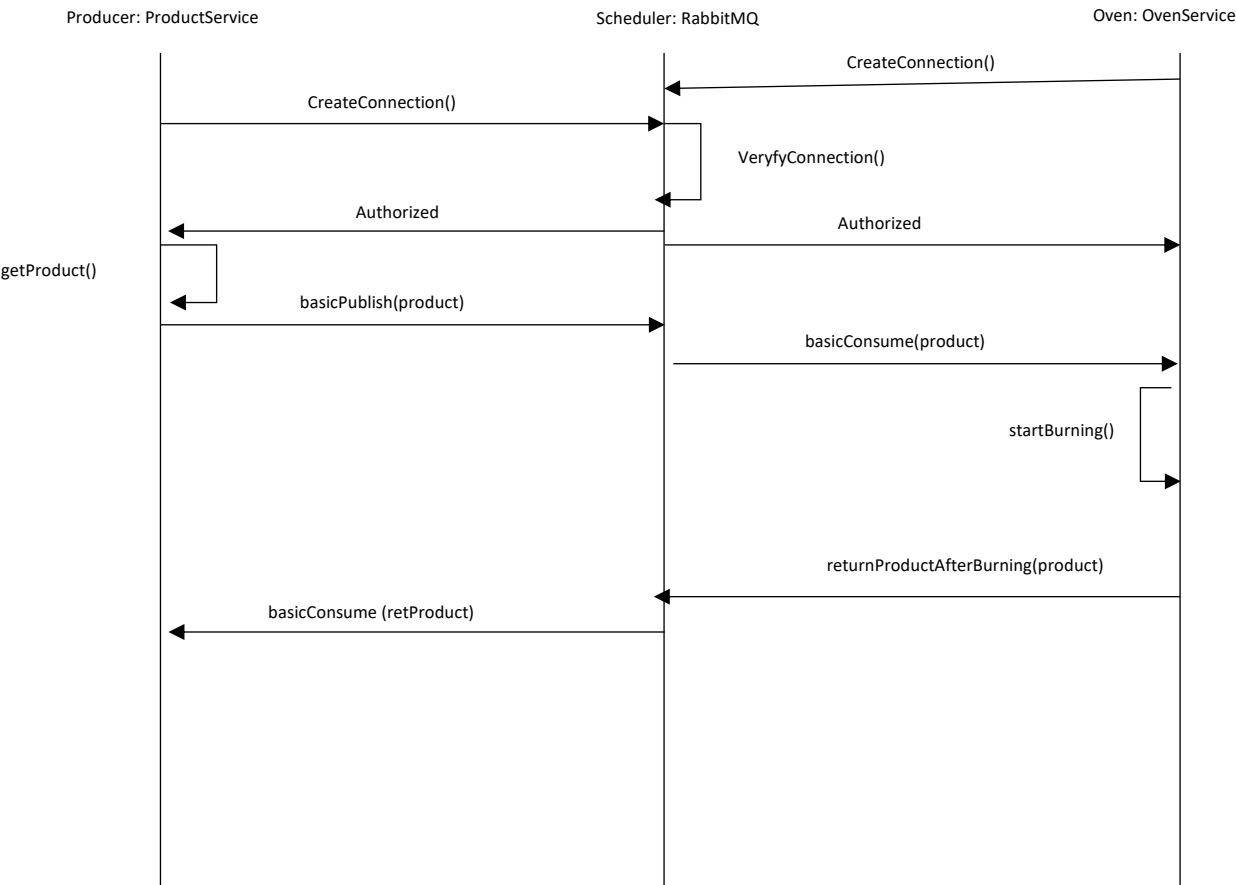 Producer: ProductService
Scheduler: RabbitMQ
Oven: OvenService
CreateConnection()
CreateConnection()
VeryfyConnection()
Authorized
Authorized
getProduct()
basicPublish(product)
basicConsume(product)
startBurning()
returnProductAfterBurning(product)
basicConsume (retProduct)